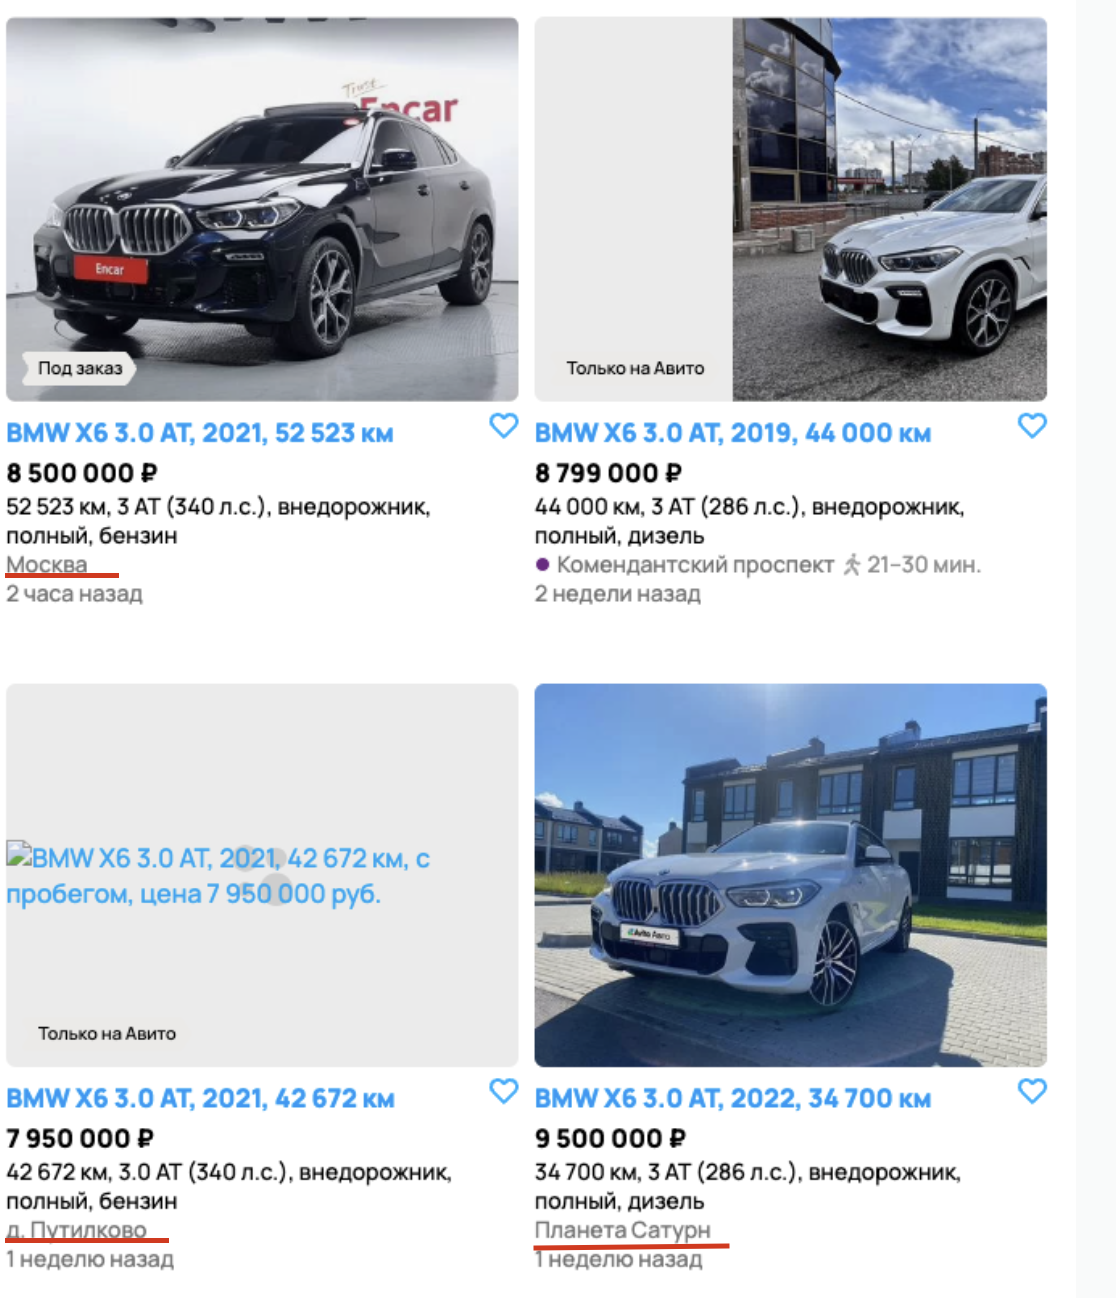 Trust
Encar
Encar
Под заказ
Только на Авито
BMW X6 3.0 AT, 2021, 52 523 км
8 500 000 ₽
52 523 км, 3 AT (340 л.с.), внедорожник,
полный, бензин
Москва
2 часа назад
BMW X6 3.0 AT, 2019, 44 000 км
8 799 000 ₽
44 000 км, 3 AT (286 л.с.), внедорожник,
полный, дизель
Комендантский проспект 21–30 мин.
2 недели назад
BMW X6 3.0 AT, 2021, 42 672 км, с
пробегом, цена 7 950 000 руб.
Только на Авито
BMW X6 3.0 AT, 2021, 42 672 км
7 950 000 ₽
42 672 км, 3.0 AT (340 л.с.), внедорожник,
полный, бензин
д. Путилково
1 неделю назад
Avito Авто
BMW X6 3.0 AT, 2022, 34 700 км
9 500 000 ₽
34 700 км, 3 AT (286 л.с.), внедорожник,
полный, дизель
Планета Сатурн
1 неделю назад